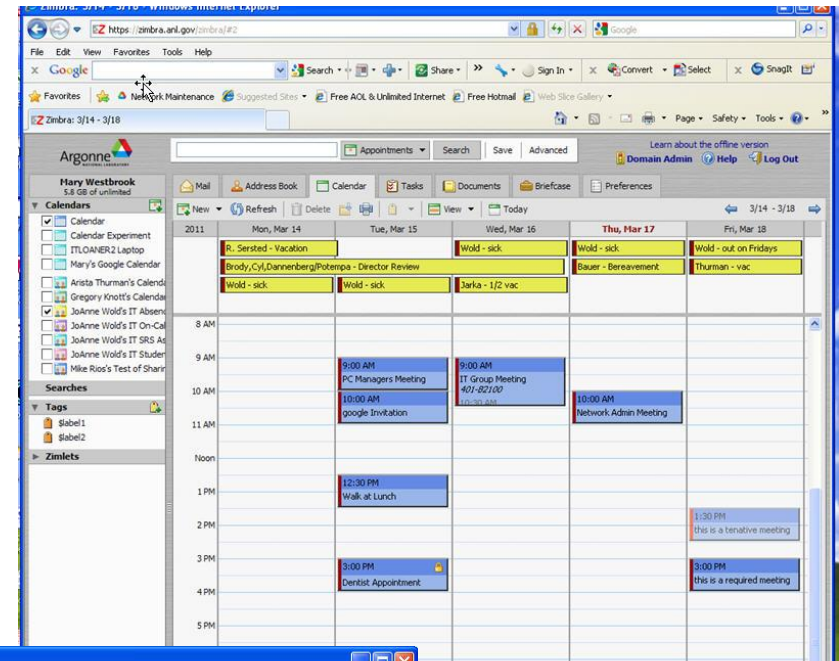 Zimbra: 3/14 - 3/18 - Windows Internet Explorer
https://zimbra.anl.gov/zimbra/#2
Google
File Edit View Favorites Tools Help
x Google Search Share Sign In x Convert Select x SnagIt
Favorites Network Maintenance Suggested Sites Free AOL & Unlimited Internet Free Hotmail Web Slice Gallery
Zimbra: 3/14 - 3/18
Page Safety Tools
Argonne
NATIONAL LABORATORY
Appointments Search Save Advanced
Learn about the offline version
Domain Admin Help Log Out
Mary Westbrook
5.8 GB of unlimited
Mail Address Book Calendar Tasks Documents Briefcase Preferences
Calendars
Calendar
Calendar Experiment
ITLOANER2 Laptop
Mary's Google Calendar
Arista Thurman's Calenda
Gregory Knott's Calendar
JoAnne Wold's IT Absenc
JoAnne Wold's IT On-Cal
JoAnne Wold's IT SRS As
JoAnne Wold's IT Studen
Mike Rios's Test of Sharin
Searches
Tags
$label1
$label2
Zimlets
New Refresh Delete View Today 3/14 - 3/18
2011 Mon, Mar 14 Tue, Mar 15 Wed, Mar 16 Thu, Mar 17 Fri, Mar 18
R. Sersted - Vacation Wold - sick Wold - sick Wold - out on Fridays
Brody,Cyl,Dannenberg/Potempa - Director Review Bauer - Bereavement Thurman - vac
Wold - sick Wold - sick Jarka - 1/2 vac
8 AM
9 AM
10 AM
11 AM
Noon
1 PM
2 PM
3 PM
4 PM
5 PM
9:00 AM
PC Managers Meeting
10:00 AM
google Invitation
12:30 PM
Walk at Lunch
3:00 PM
Dentist Appointment
9:00 AM
IT Group Meeting
401-B2100
10:30 AM
10:00 AM
Network Admin Meeting
1:30 PM
this is a tenative meeting
3:00 PM
this is a required meeting